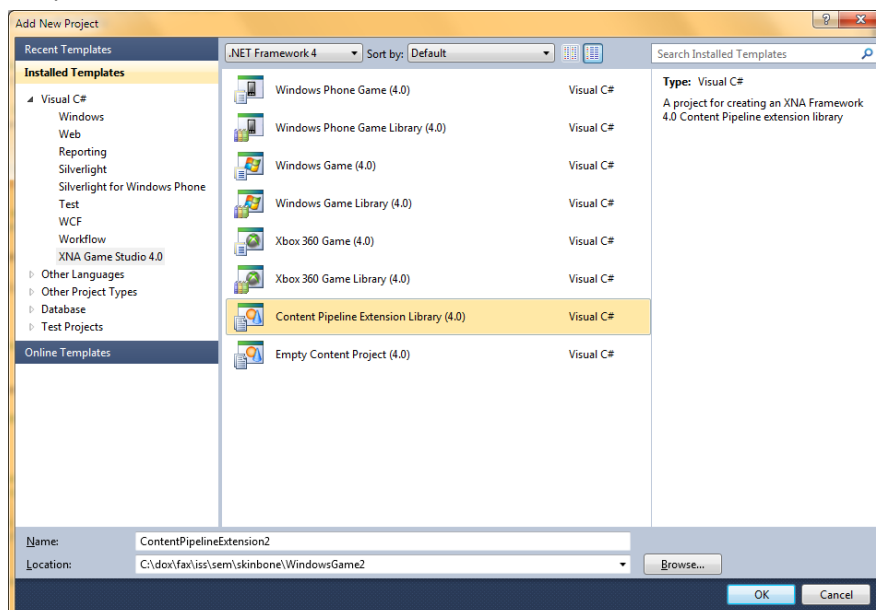 Add New Project
Recent Templates
Installed Templates
Visual C#
Windows
Web
Reporting
Silverlight
Silverlight for Windows Phone
Test
WCF
Workflow
XNA Game Studio 4.0
Other Languages
Other Project Types
Database
Test Projects
Online Templates
.NET Framework 4 Sort by: Default
Windows Phone Game (4.0) Visual C#
Windows Phone Game Library (4.0) Visual C#
Windows Game (4.0) Visual C#
Windows Game Library (4.0) Visual C#
Xbox 360 Game (4.0) Visual C#
Xbox 360 Game Library (4.0) Visual C#
Content Pipeline Extension Library (4.0) Visual C#
Empty Content Project (4.0) Visual C#
Search Installed Templates
Type: Visual C#
A project for creating an XNA Framework
4.0 Content Pipeline extension library
Name: ContentPipelineExtension2
Location: C:\dox\fax\iss\sem\skinbone\WindowsGame2 Browse...
OK Cancel